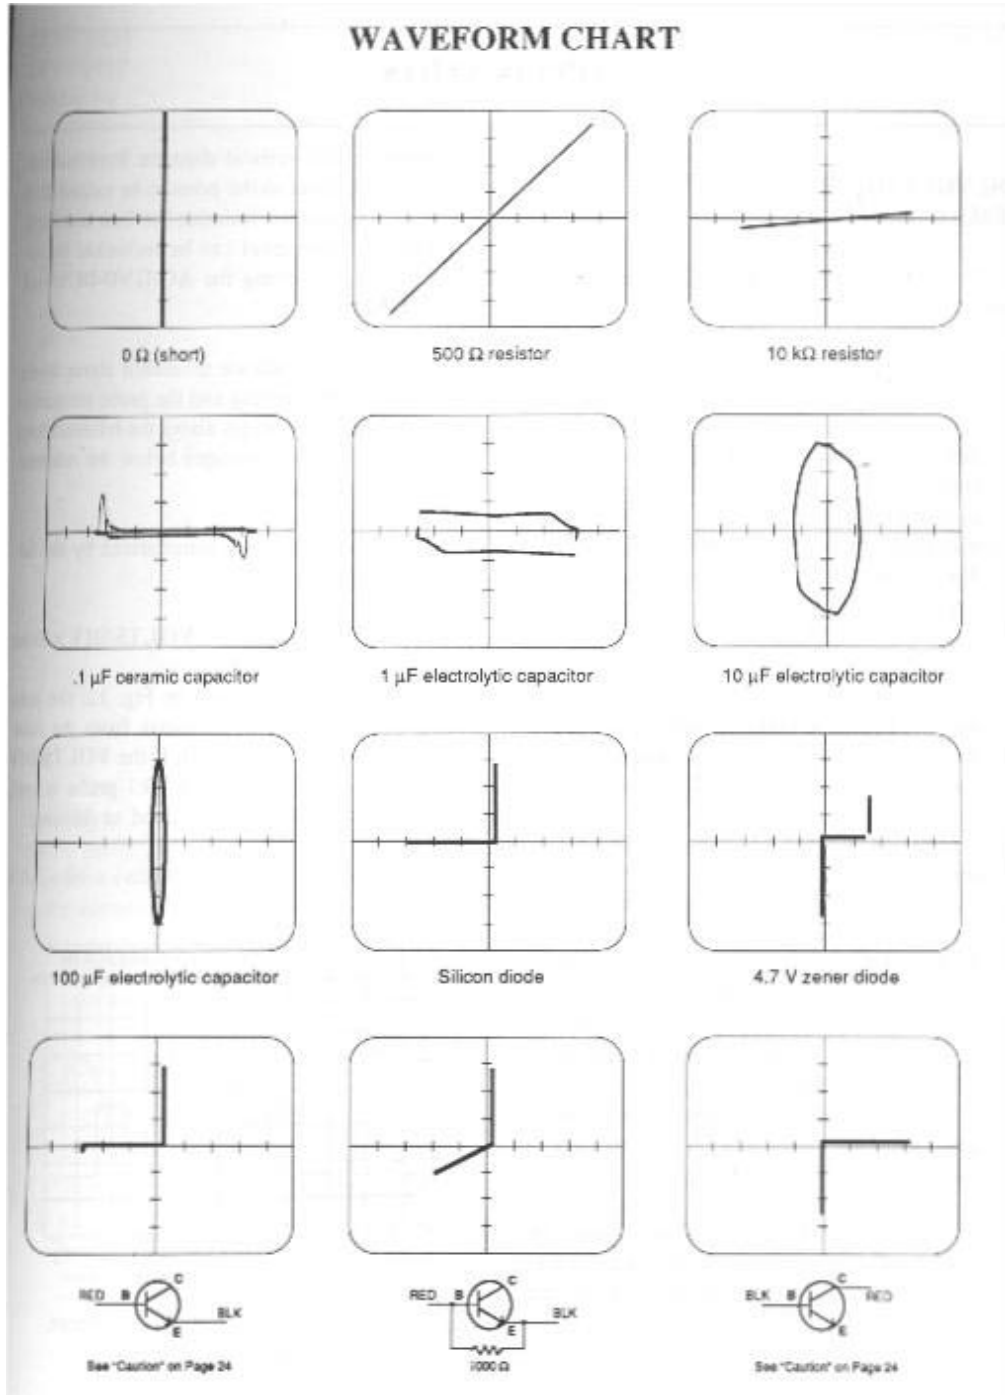 WAVEFORM CHART
0 Ω (short)
500 Ω resistor
10 kΩ resistor
.1 µF ceramic capacitor
1 µF electrolytic capacitor
10 µF electrolytic capacitor
100 µF electrolytic capacitor
Silicon diode
4.7 V zener diode
RED B C E BLK
RED B C E BLK
1000 Ω
BLK B C E RED
See "Caution" on Page 24
See "Caution" on Page 24